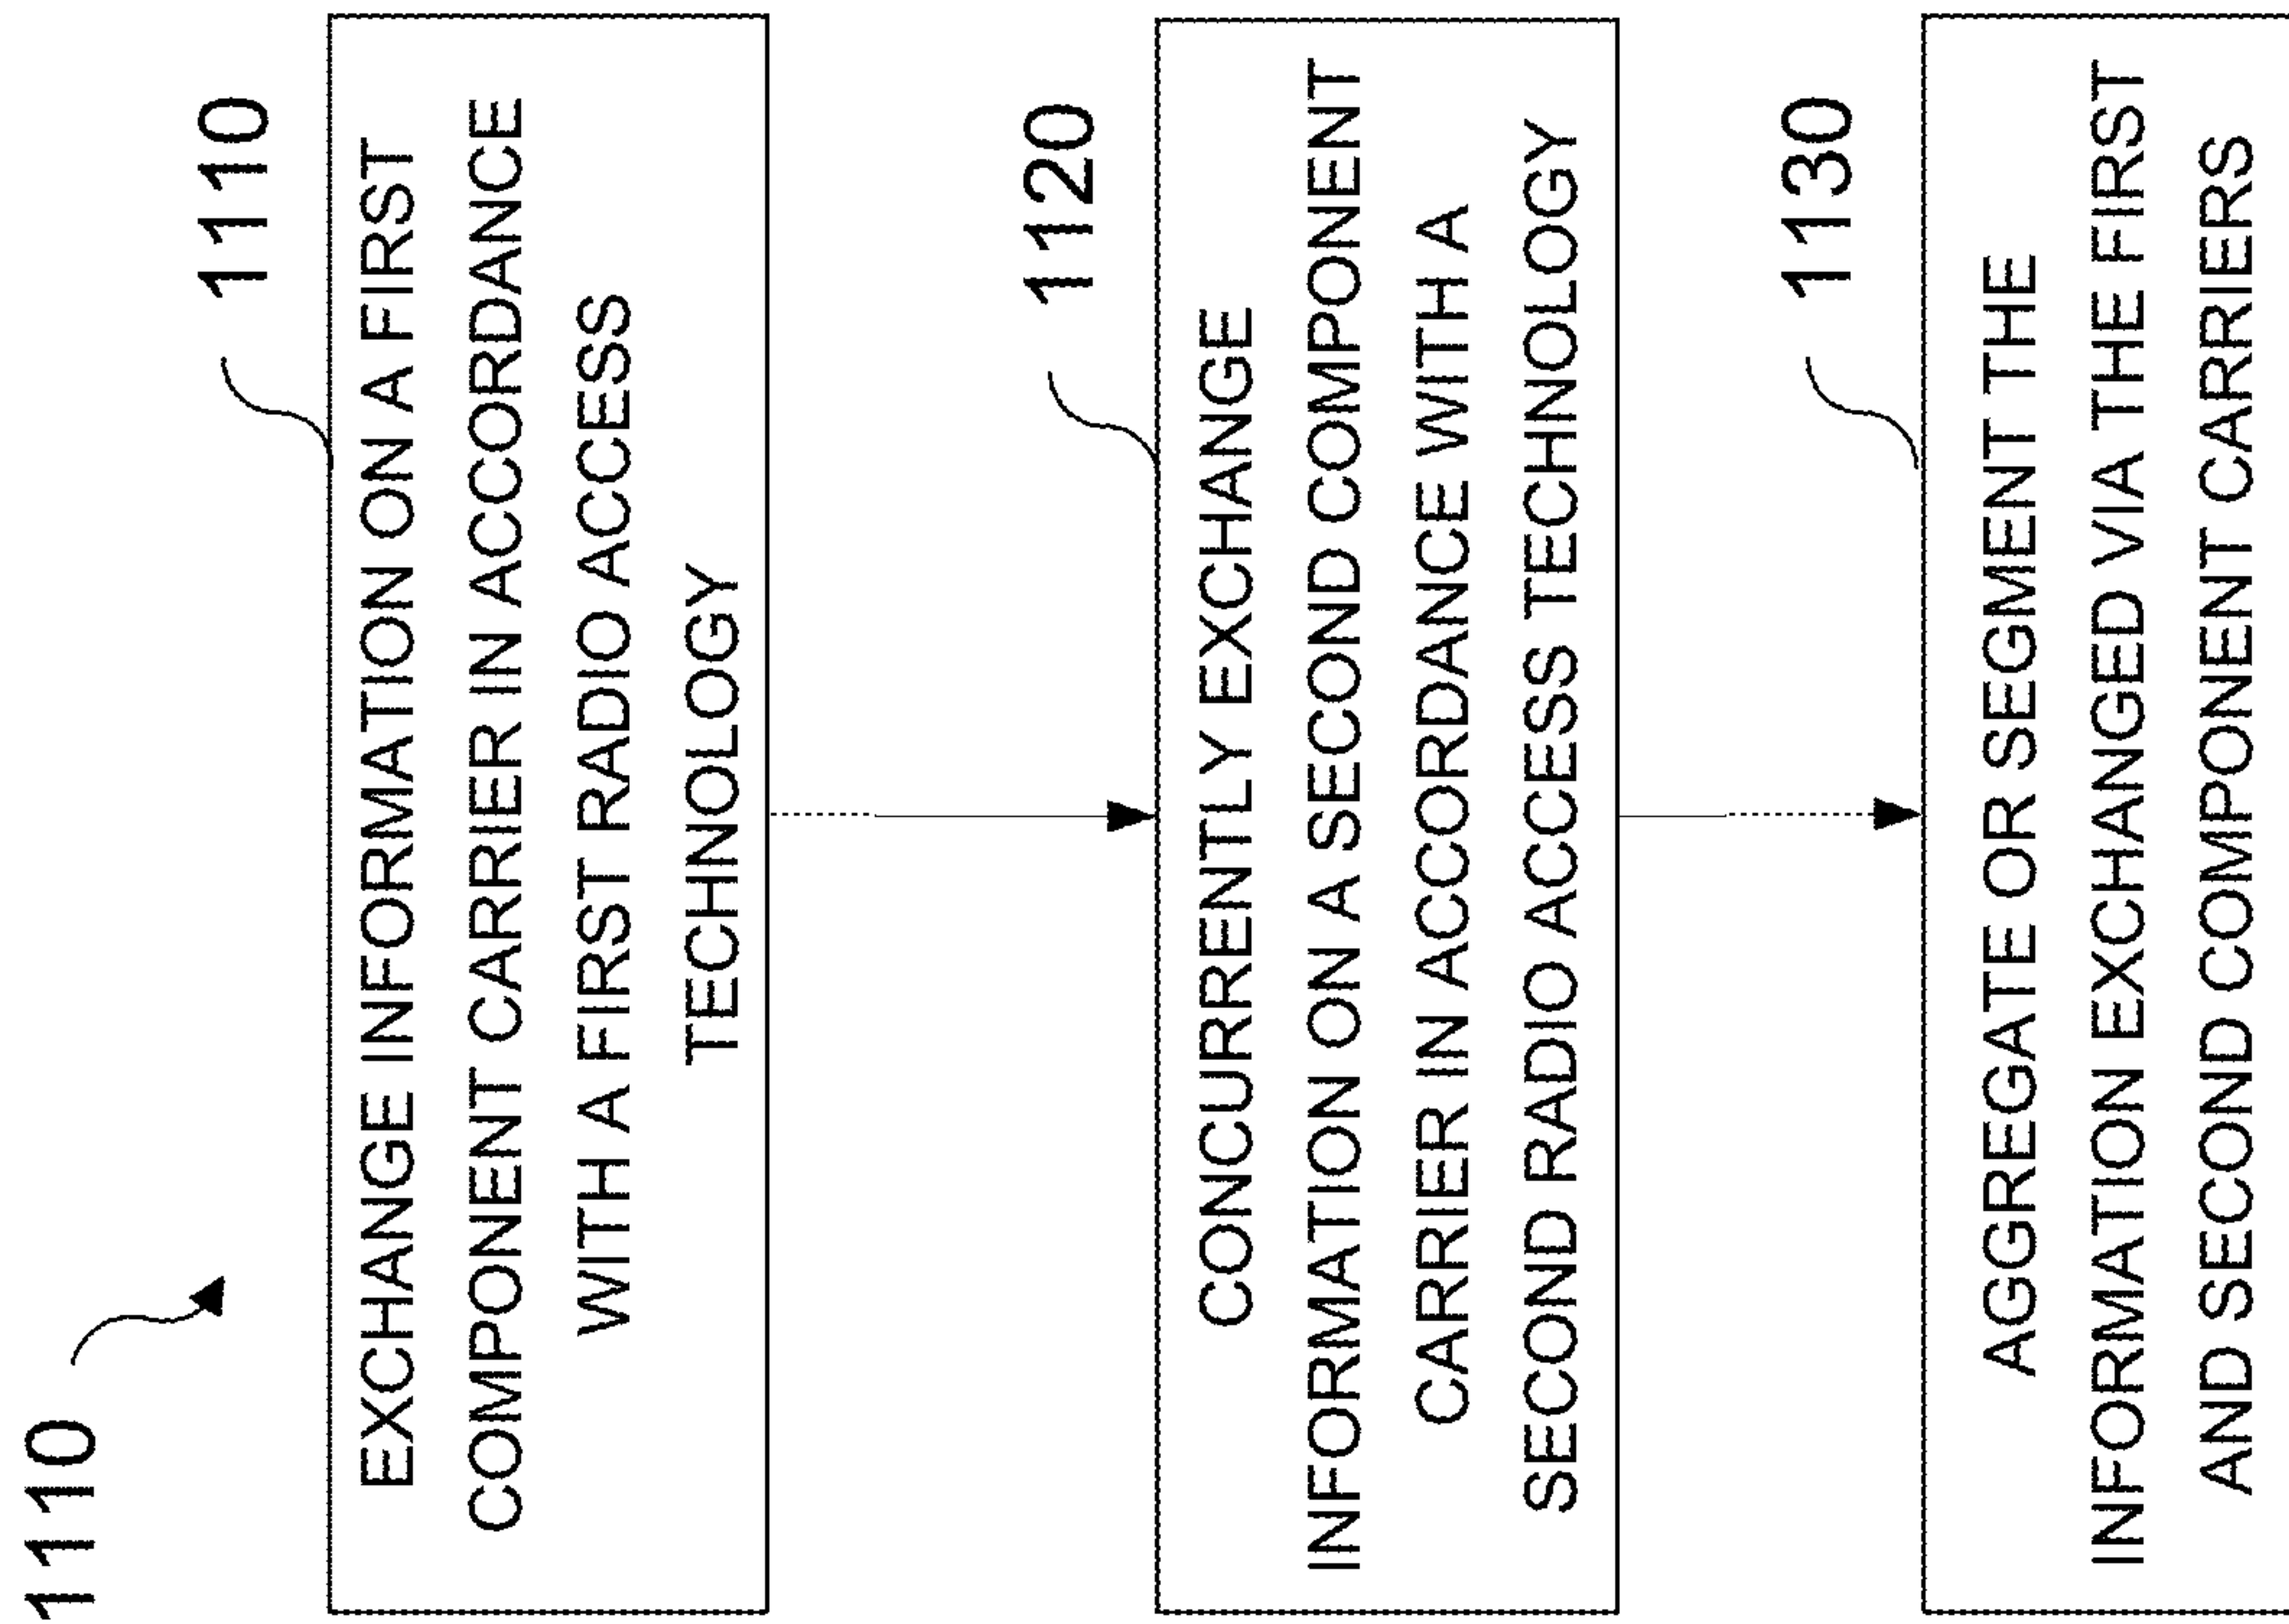 1110
1110
EXCHANGE INFORMATION ON A FIRST
COMPONENT CARRIER IN ACCORDANCE
WITH A FIRST RADIO ACCESS
TECHNOLOGY
1120
CONCURRENTLY EXCHANGE
INFORMATION ON A SECOND COMPONENT
CARRIER IN ACCORDANCE WITH A
SECOND RADIO ACCESS TECHNOLOGY
1130
AGGREGATE OR SEGMENT THE
INFORMATION EXCHANGED VIA THE FIRST
AND SECOND COMPONENT CARRIERS